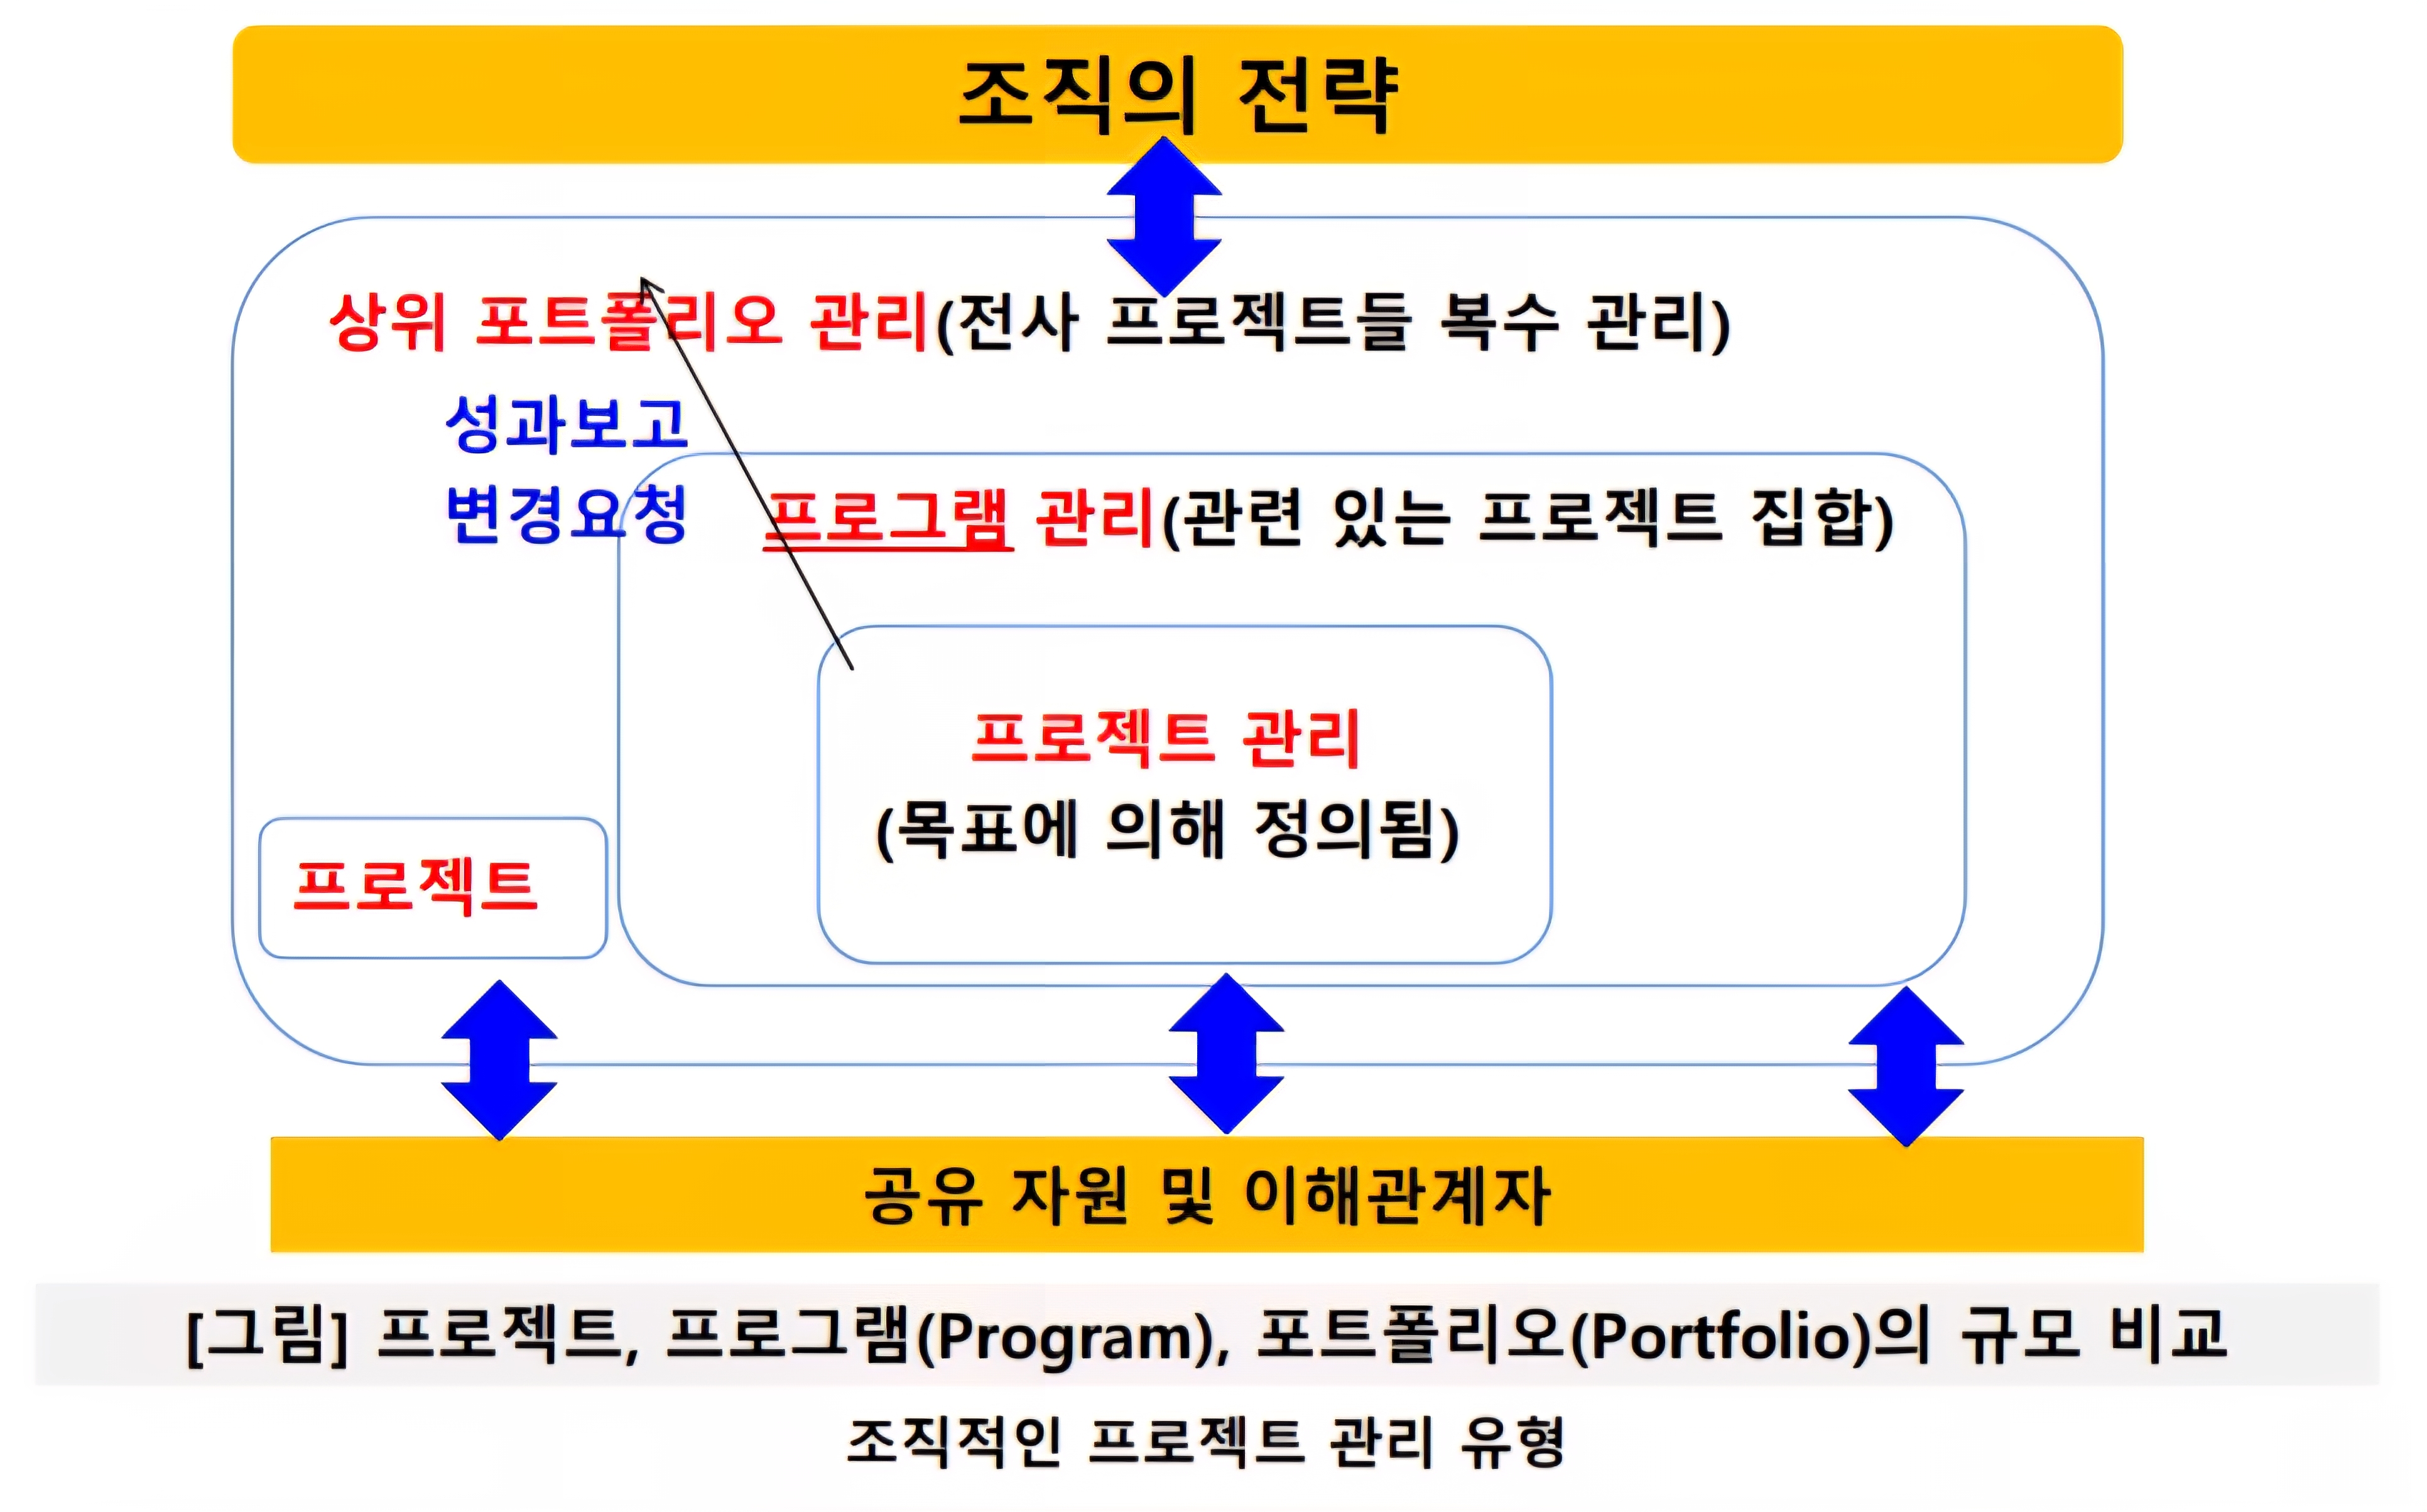 조직의 전략
상위 포트폴리오 관리(전사 프로젝트들 복수 관리)
성과보고
변경요청
프로그램 관리(관련 있는 프로젝트 집합)
프로젝트 관리
(목표에 의해 정의됨)
프로젝트
공유 자원 및 이해관계자
[그림] 프로젝트, 프로그램(Program), 포트폴리오(Portfolio)의 규모 비교
조직적인 프로젝트 관리 유형